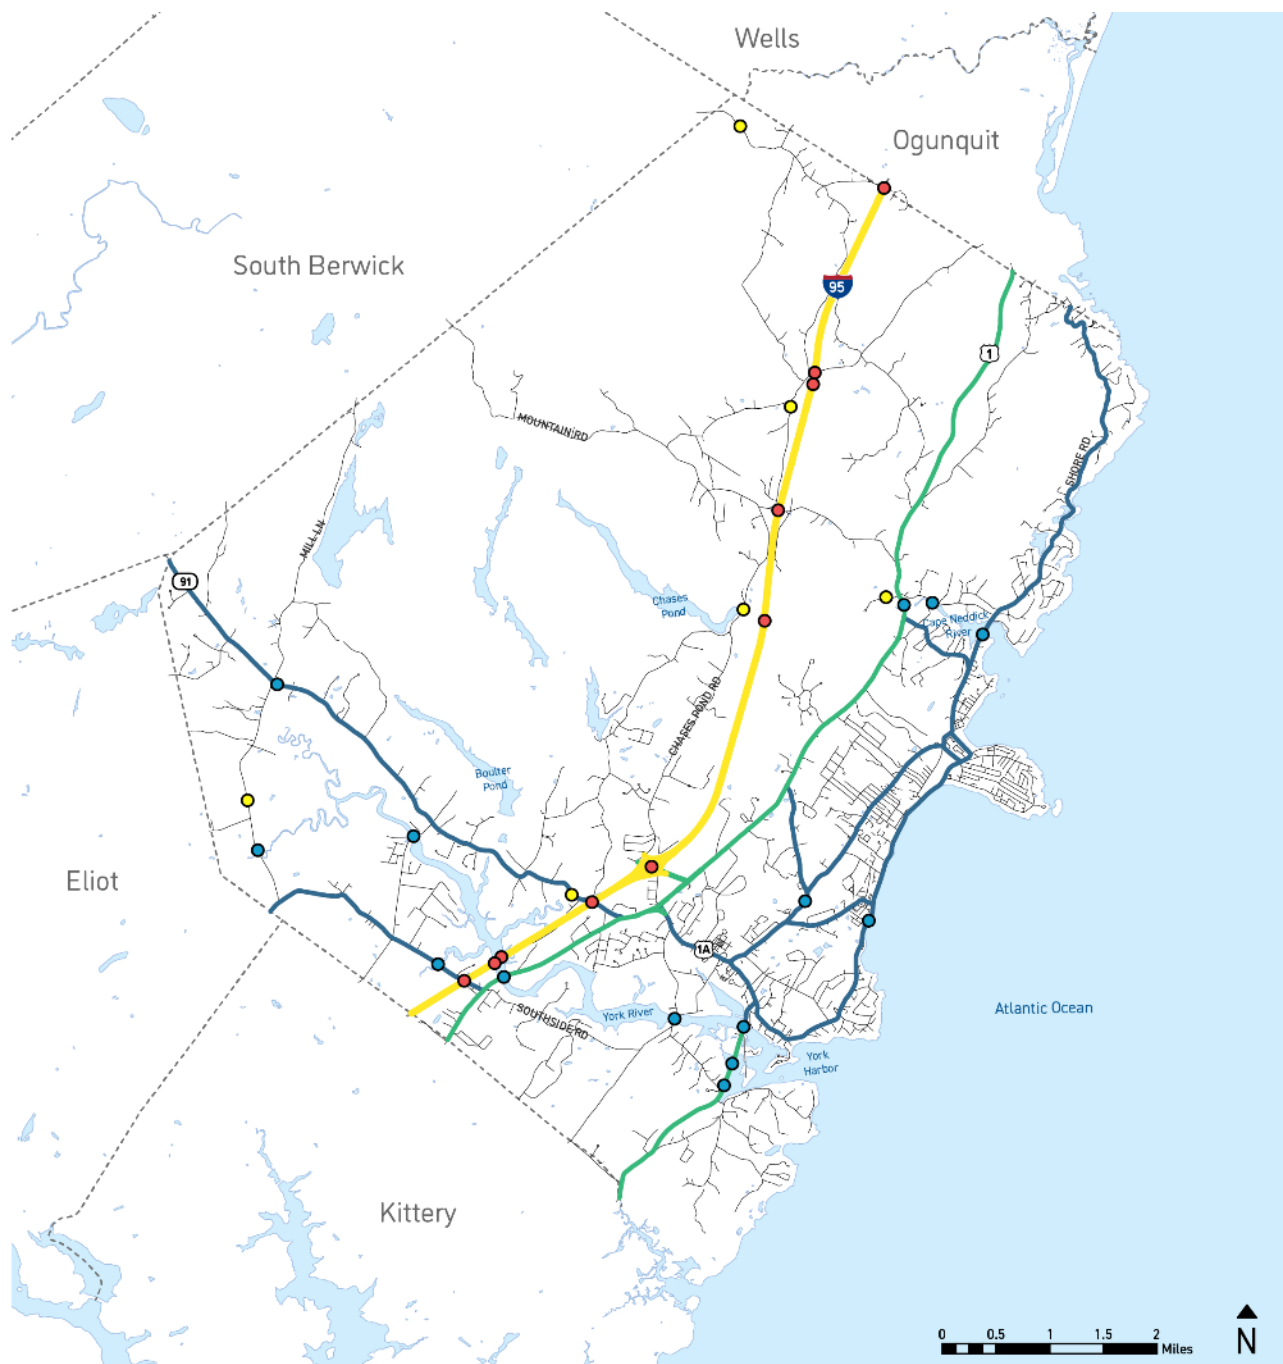 Wells
Ogunquit
South Berwick
95
1
MOUNTAIN RD
SHORE RD
MILL LN
91
Chases
Pond
Cape Neddick
River
CHASES POND RD
Boulter
Pond
Eliot
1A
SOUTHSIDE RD
York River
Atlantic Ocean
York
Harbor
Kittery
0 0.5 1 1.5 2
Miles
N